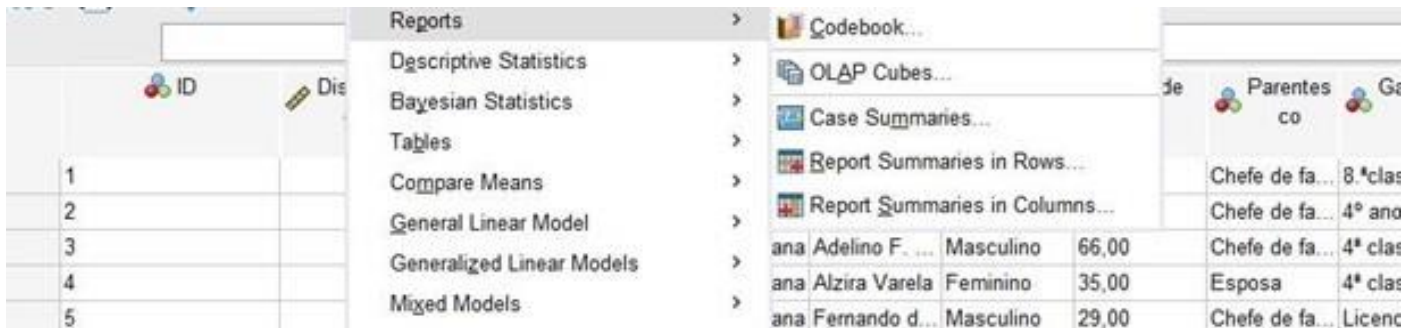 Reports
Descriptive Statistics
Bayesian Statistics
Tables
Compare Means
General Linear Model
Generalized Linear Models
Mixed Models
Codebook...
OLAP Cubes...
Case Summaries...
Report Summaries in Rows...
Report Summaries in Columns...
ID Dis de Parentes co Ga
1 Chefe de fa... 8.ªclas
2 Chefe de fa... 4º ano
3 ana Adelino F. ... Masculino 66,00 Chefe de fa... 4ª clas
4 ana Alzira Varela Feminino 35,00 Esposa 4ª clas
5 ana Fernando d... Masculino 29,00 Chefe de fa... Licenc